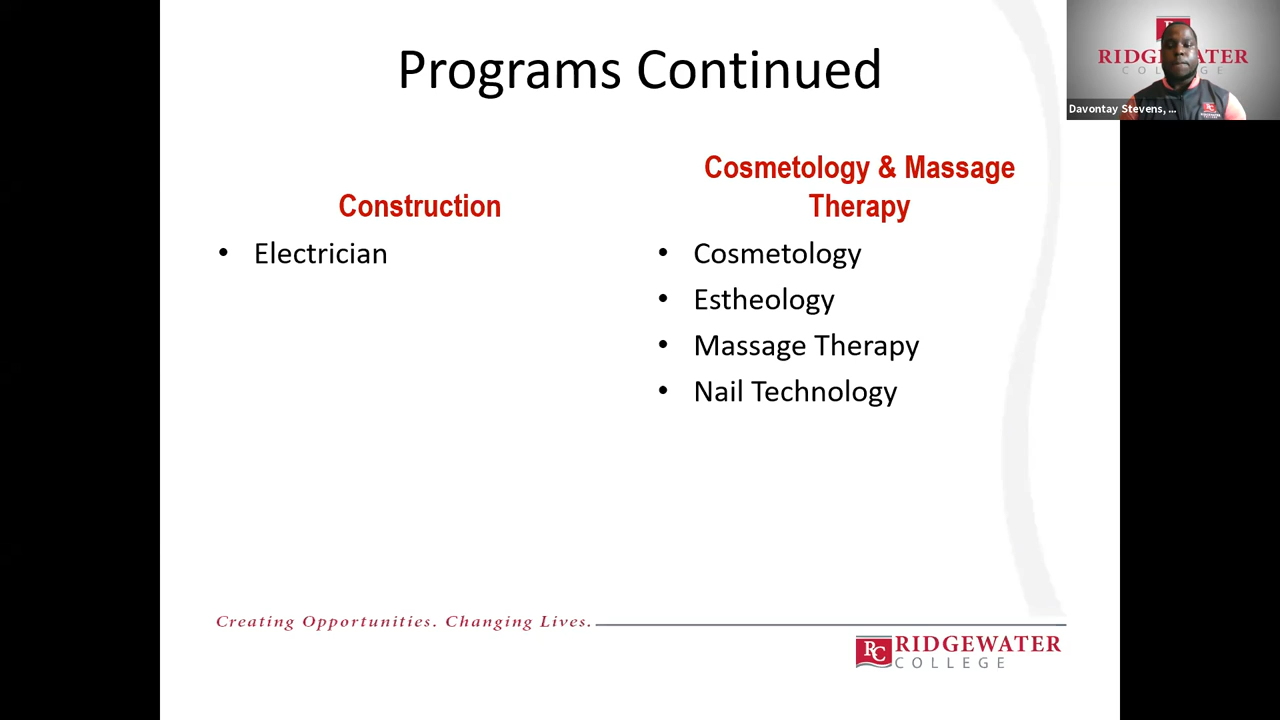 Programs Continued
RIDGEWATER
COLLEGE
Davontay Stevens, ...
Construction
• Electrician
Cosmetology & Massage
Therapy
• Cosmetology
• Estheology
• Massage Therapy
• Nail Technology
Creating Opportunities. Changing Lives.
RC RIDGEWATER
COLLEGE